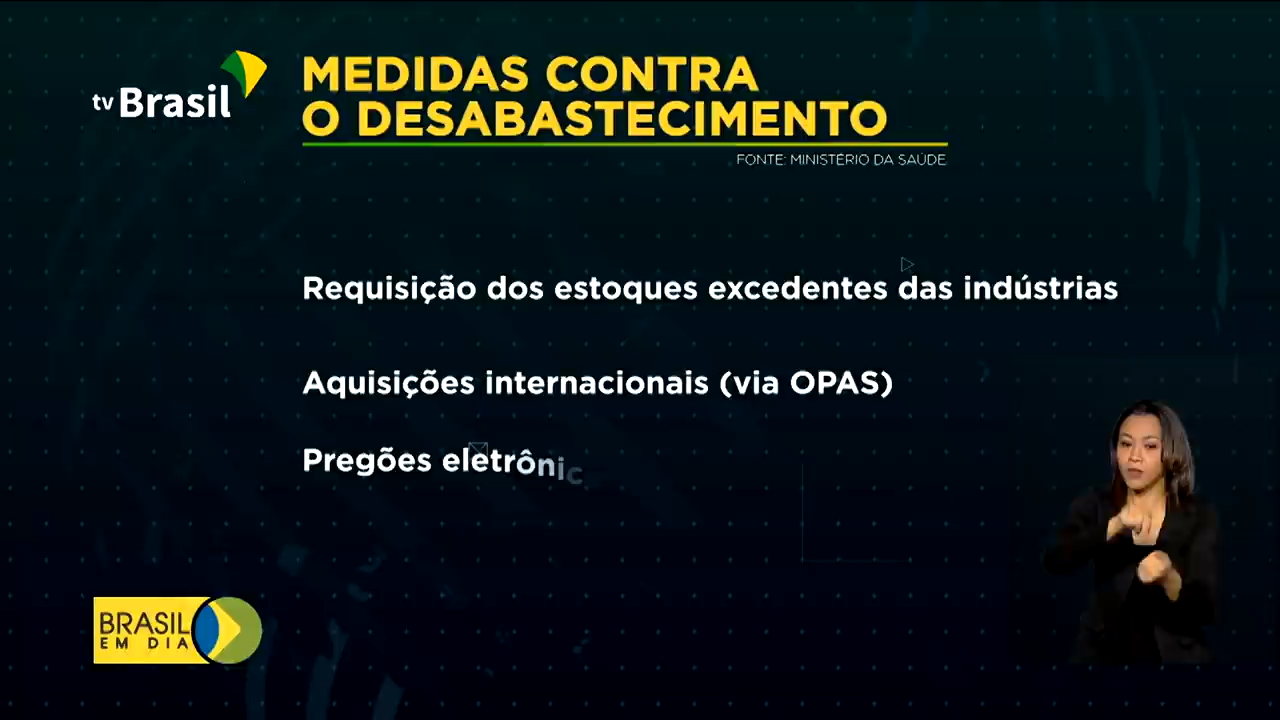 tv Brasil
MEDIDAS CONTRA
O DESABASTECIMENTO
FONTE: MINISTÉRIO DA SAÚDE
Requisição dos estoques excedentes das indústrias
Aquisições internacionais (via OPAS)
Pregões eletrônic
BRASIL
EM DIA